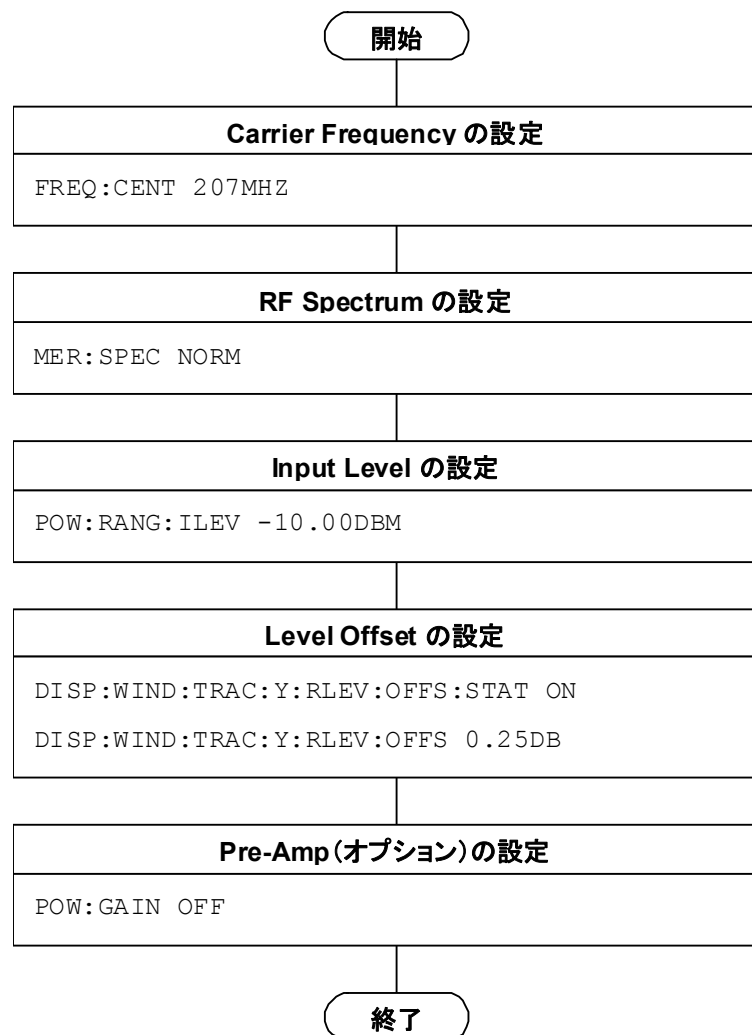 開始
Carrier Frequency の設定
FREQ:CENT 207MHZ
RF Spectrum の設定
MER:SPEC NORM
Input Level の設定
POW:RANG:ILEV -10.00DBM
Level Offset の設定
DISP:WIND:TRAC:Y:RLEV:OFFS:STAT ON
DISP:WIND:TRAC:Y:RLEV:OFFS 0.25DB
Pre-Amp（オプション）の設定
POW:GAIN OFF
終了